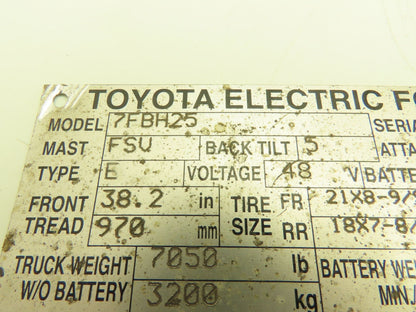 TOYOTA ELECTRIC FO
MODEL 7FBH25 SERIA
MAST FSV BACK TILT 5 ATTA
TYPE E VOLTAGE 48 V BATTER
FRONT TREAD 38.2 in TIRE SIZE FR 21X8-9/
970 mm RR 18X7-8/
TRUCK WEIGHT 7050 lb BATTERY WEI
W/O BATTERY 3200 kg MIN./